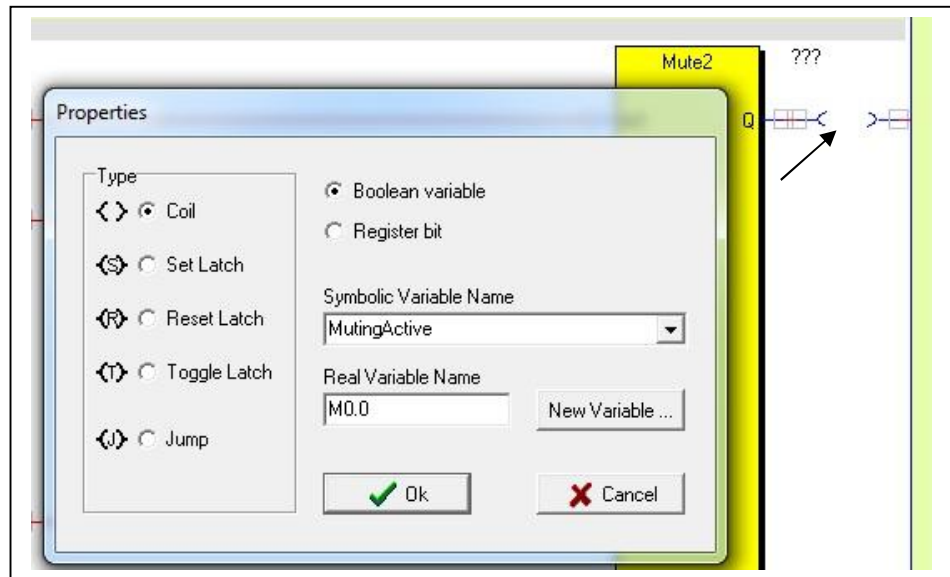 Mute2
???
Properties
Q
Type
Coil
(S) Set Latch
(R) Reset Latch
(T) Toggle Latch
(J) Jump
Boolean variable
Register bit
Symbolic Variable Name
MutingActive
Real Variable Name
M0.0
New Variable ...
Ok
Cancel